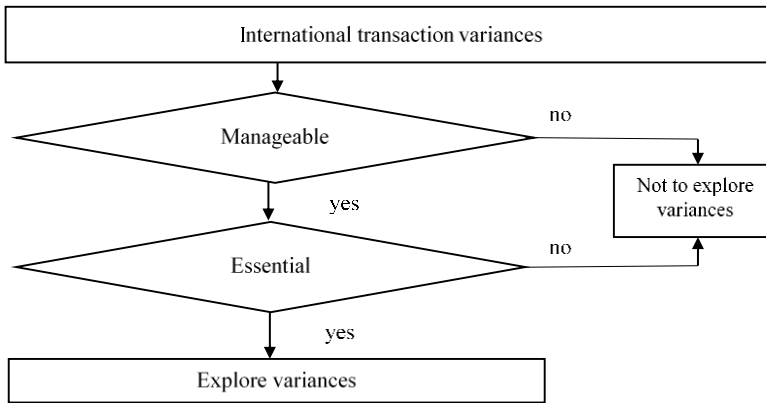 International transaction variances
no
Manageable
Not to explore
variances
yes
no
Essential
yes
Explore variances